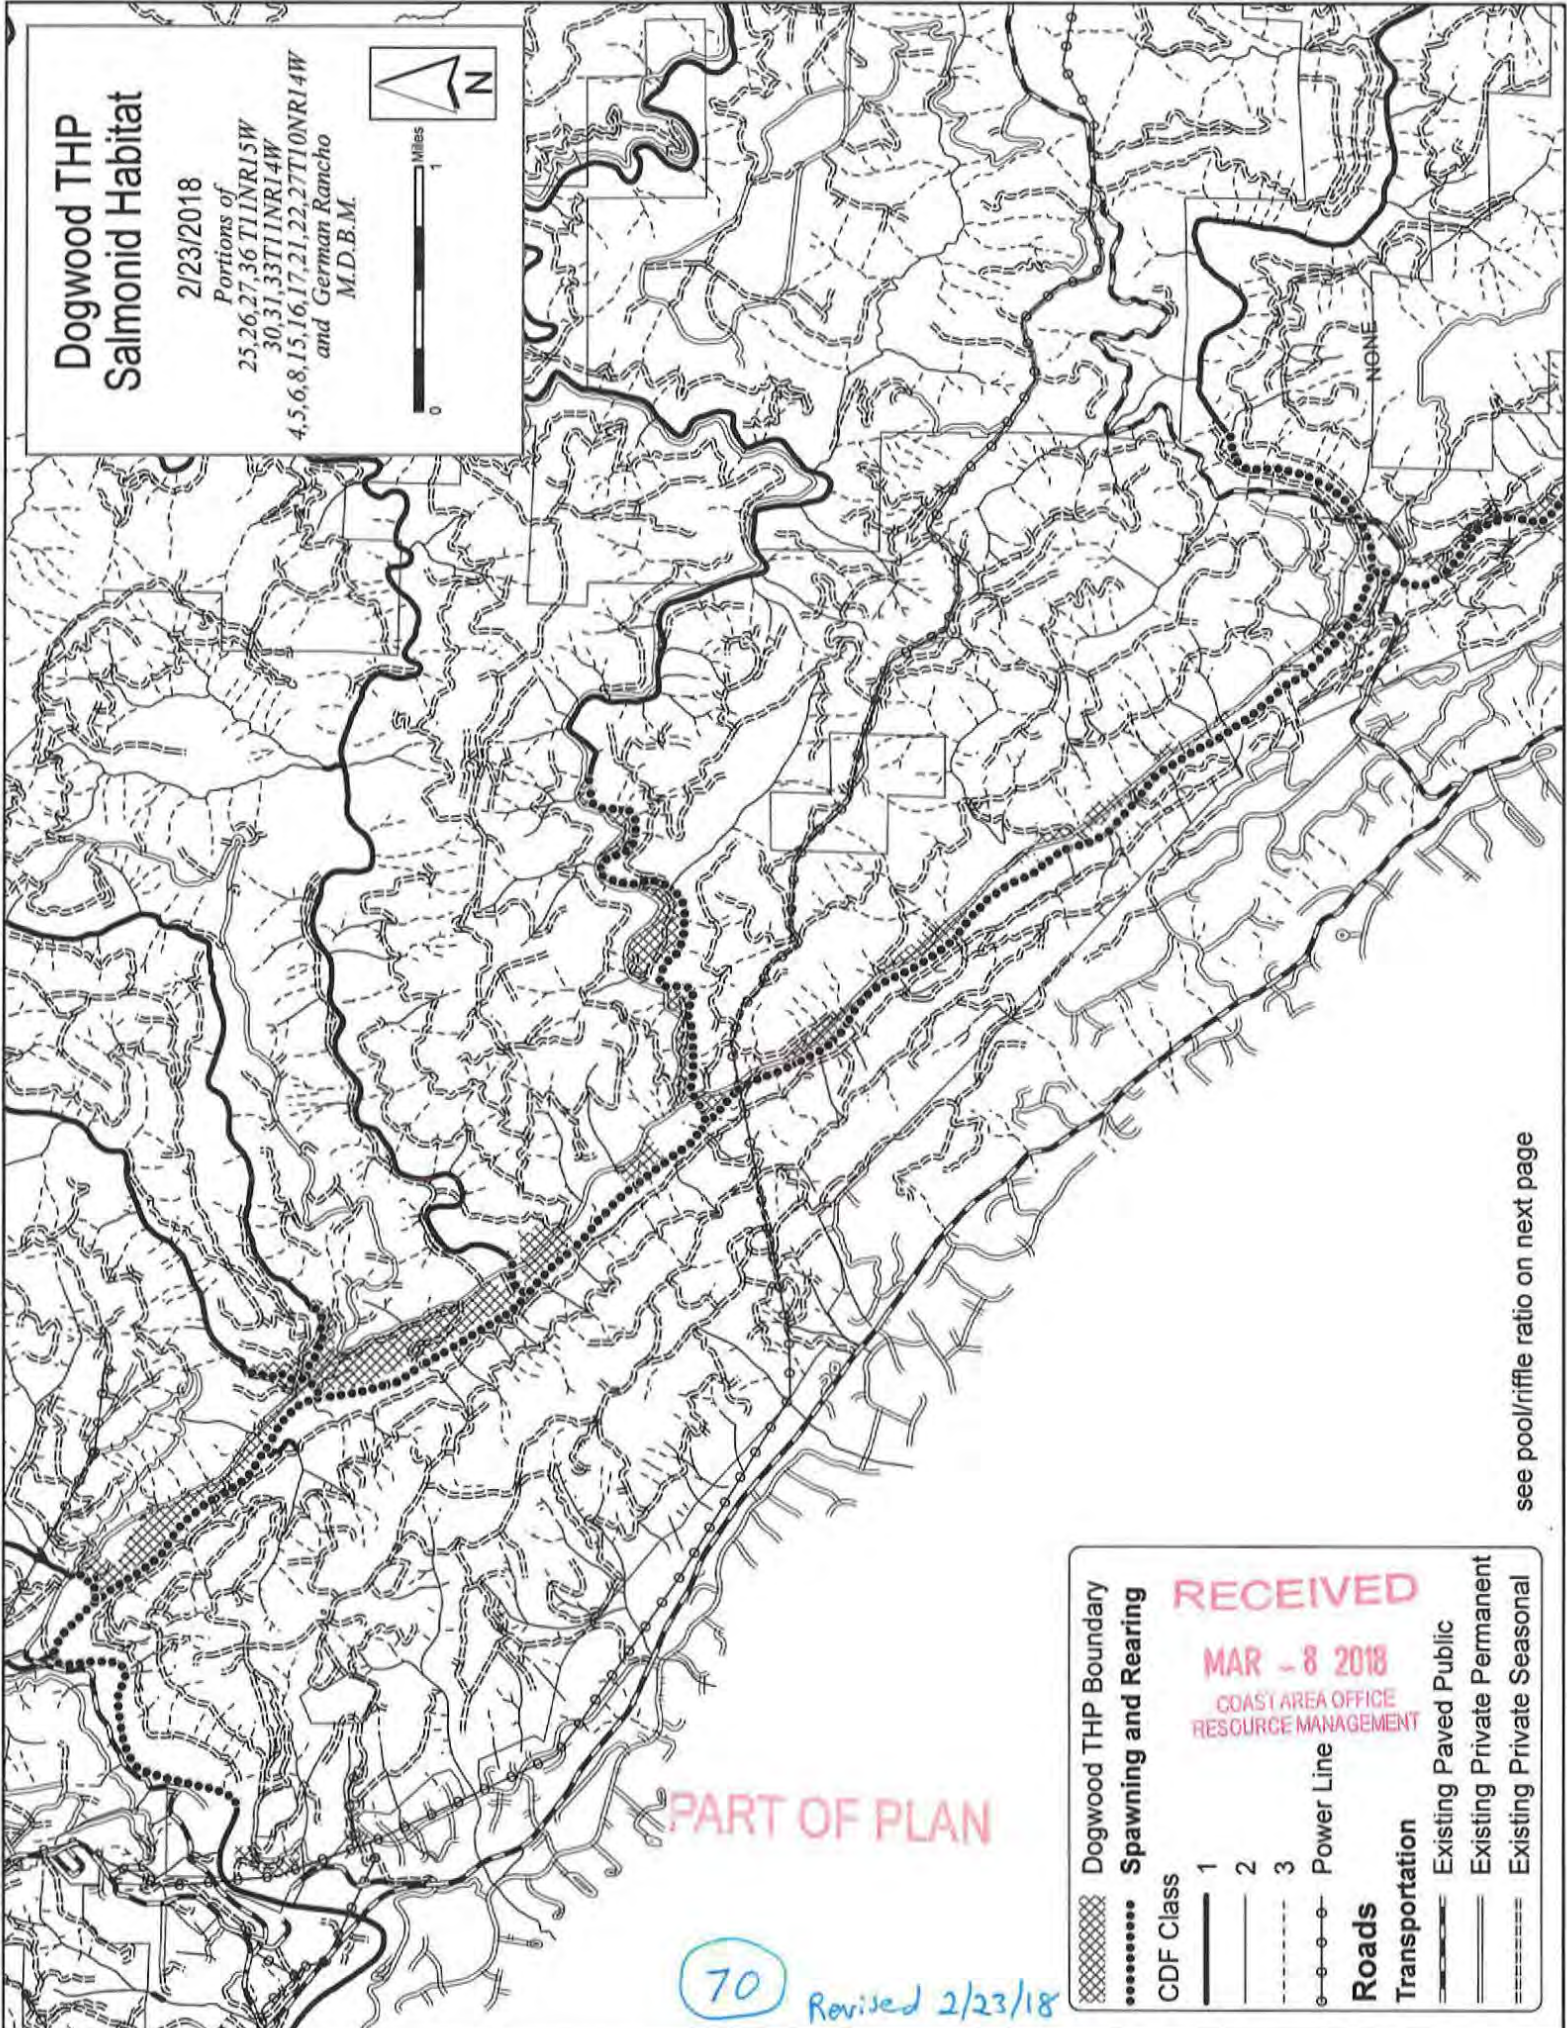 Dogwood THP
Salmonid Habitat
2/23/2018
Portions of
25,26,27,36 T11NR15W
30,31,33T11NR14W
4,5,6,8,15,16,17,21,22,27T10NR14W
and German Rancho
M.D.B.M.
0
1
Miles
N
NONE
see pool/riffle ratio on next page
Dogwood THP Boundary
Spawning and Rearing
CDF Class
1
2
3
Power Line
Roads
Transportation
Existing Paved Public
Existing Private Permanent
Existing Private Seasonal
RECEIVED
MAR - 8 2018
COAST AREA OFFICE
RESOURCE MANAGEMENT
PART OF PLAN
70
Revised 2/23/18